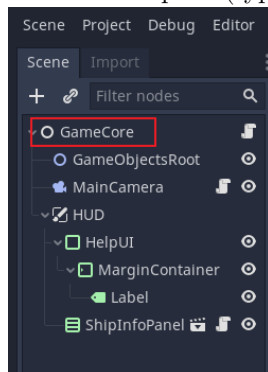 Scene Project Debug Editor
Scene Import
Filter nodes
GameCore
GameObjectsRoot
MainCamera
HUD
HelpUI
MarginContainer
Label
ShipInfoPanel